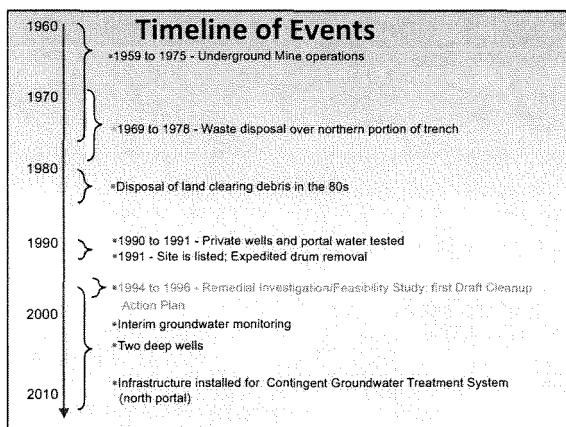 Timeline of Events
1960
1959 to 1975 - Underground Mine operations
1970
1969 to 1978 - Waste disposal over northern portion of trench
1980
Disposal of land clearing debris in the 80s
1990
1990 to 1991 - Private wells and portal water tested
1991 - Site is listed; Expedited drum removal
1994 to 1996 - Remedial Investigation/Feasibility Study: first Draft Cleanup
Action Plan
2000
Interim groundwater monitoring
Two deep wells
2010
Infrastructure installed for Contingent Groundwater Treatment System
(north portal)